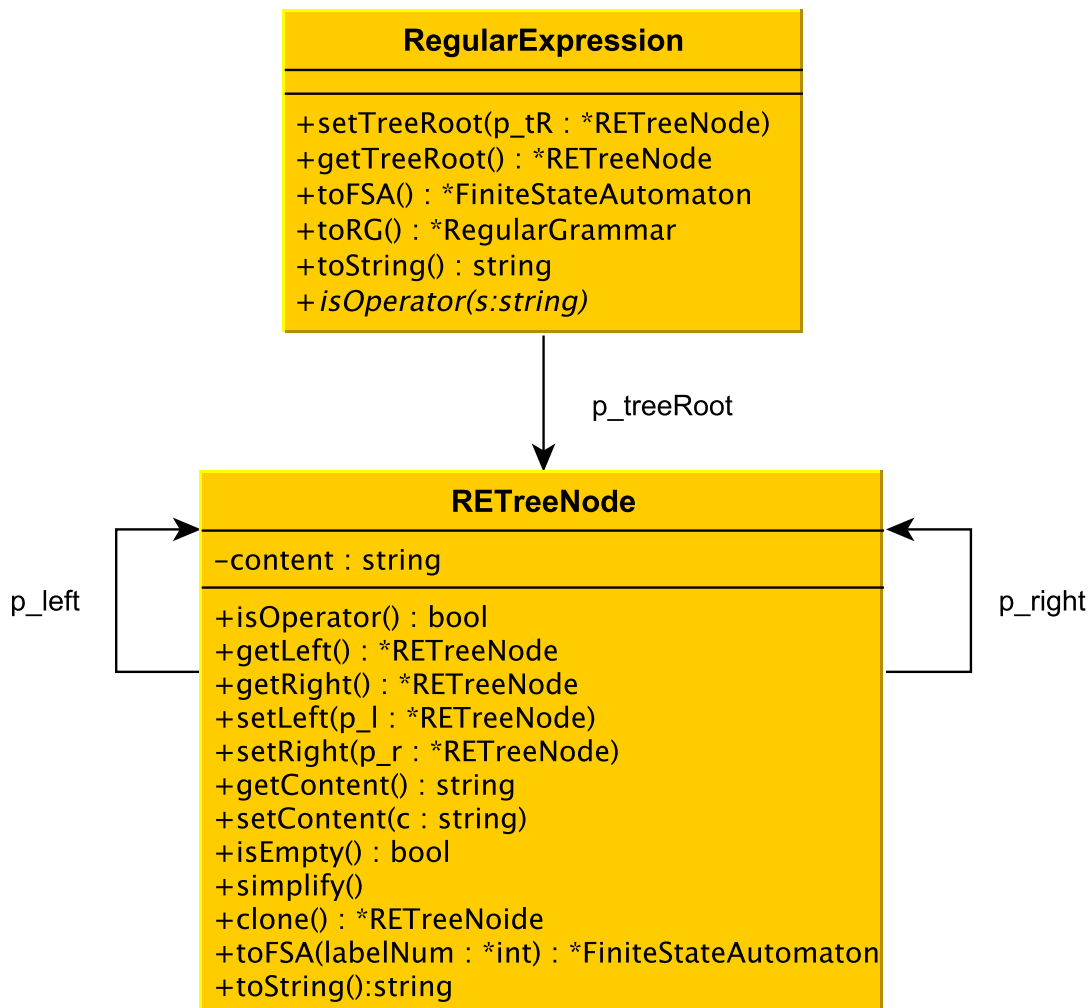 RegularExpression
+setTreeRoot(p_tR : *RETreeNode)
+getTreeRoot() : *RETreeNode
+toFSA() : *FiniteStateAutomaton
+toRG() : *RegularGrammar
+toString() : string
+isOperator(s:string)
p_treeRoot
RETreeNode
-content : string
p_left
p_right
+isOperator() : bool
+getLeft() : *RETreeNode
+getRight() : *RETreeNode
+setLeft(p_l : *RETreeNode)
+setRight(p_r : *RETreeNode)
+getContent() : string
+setContent(c : string)
+isEmpty() : bool
+simplify()
+clone() : *RETreeNoide
+toFSA(labelNum : *int) : *FiniteStateAutomaton
+toString():string